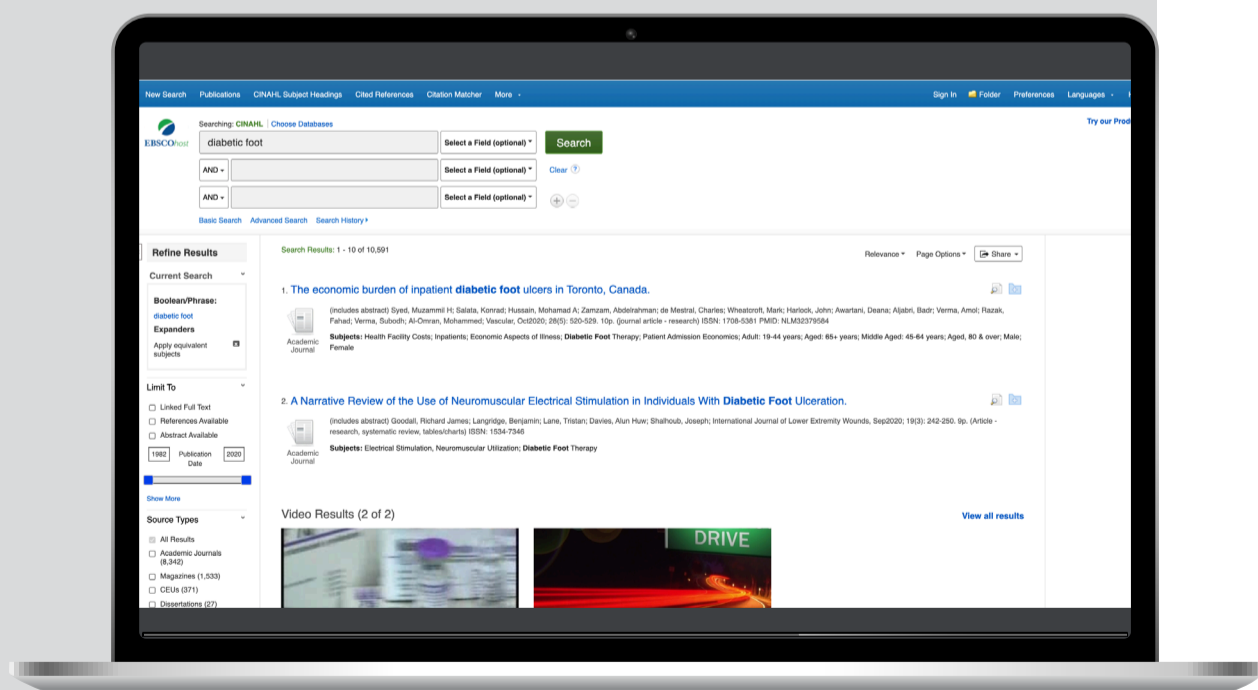 New Search Publications CINAHL Subject Headings Cited References Citation Matcher More
Sign In Folder Preferences Languages
Searching: CINAHL Choose Databases
Try our Prod
EBSCOhost
diabetic foot Select a Field (optional) Search
AND Select a Field (optional) Clear ?
AND Select a Field (optional)
Basic Search Advanced Search Search History
Refine Results
Current Search
Boolean/Phrase:
diabetic foot
Expanders
Apply equivalent
subjects
Limit To
Linked Full Text
References Available
Abstract Available
1982 Publication Date 2020
Show More
Source Types
All Results
Academic Journals
(8,342)
Magazines (1,533)
CEUs (371)
Dissertations (27)
Search Results: 1 - 10 of 10,591
Relevance Page Options Share
1. The economic burden of inpatient diabetic foot ulcers in Toronto, Canada.
(includes abstract) Syed, Muzammil H; Salata, Konrad; Hussain, Mohamad A; Zamzam, Abdelrahman; de Mestral, Charles; Wheatcroft, Mark; Harlock, John; Awartani, Deana; Aljabri, Badr; Verma, Amol; Razak,
Fahad; Verma, Subodh; Al-Omran, Mohammed; Vascular, Oct2020; 28(5): 520-529. 10p. (journal article - research) ISSN: 1708-5381 PMID: NLM32379584
Academic
Journal
Subjects: Health Facility Costs; Inpatients; Economic Aspects of Illness; Diabetic Foot Therapy; Patient Admission Economics; Adult: 19-44 years; Aged: 65+ years; Middle Aged: 45-64 years; Aged, 80 & over; Male;
Female
2. A Narrative Review of the Use of Neuromuscular Electrical Stimulation in Individuals With Diabetic Foot Ulceration.
(includes abstract) Goodall, Richard James; Langridge, Benjamin; Lane, Tristan; Davies, Alun Huw; Shalhoub, Joseph; International Journal of Lower Extremity Wounds, Sep2020; 19(3): 242-250. 9p. (Article -
research, systematic review, tables/charts) ISSN: 1534-7346
Academic
Journal
Subjects: Electrical Stimulation, Neuromuscular Utilization; Diabetic Foot Therapy
Video Results (2 of 2)
View all results
DRIVE